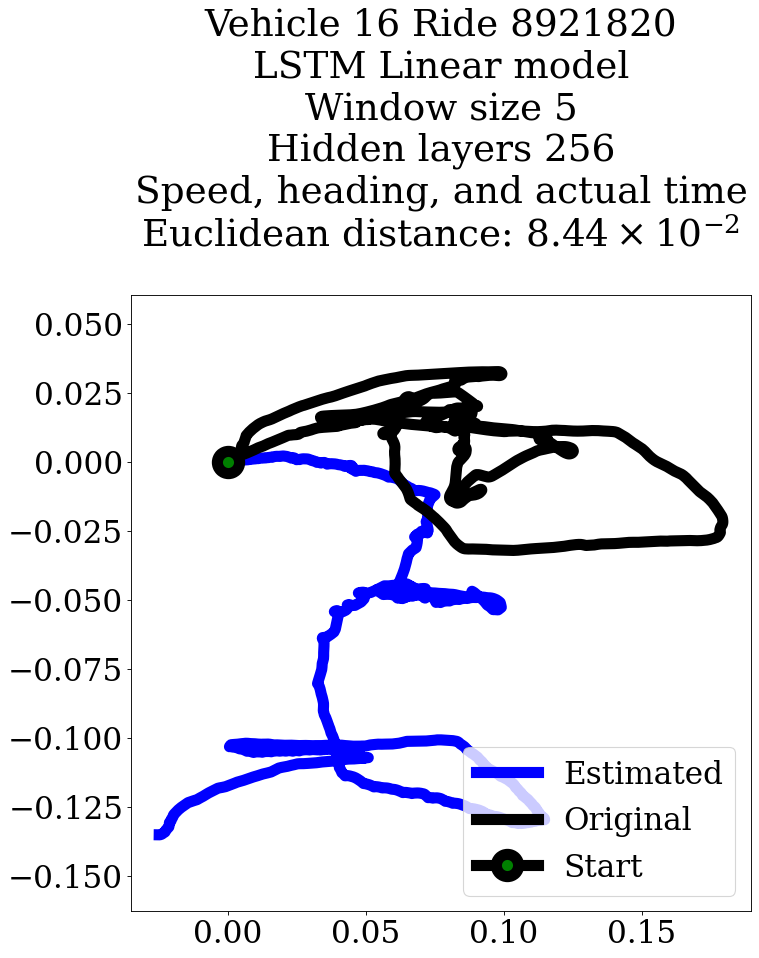 Vehicle 16 Ride 8921820
LSTM Linear model
Window size 5
Hidden layers 256
Speed, heading, and actual time
Euclidean distance: 8.44 × 10⁻²
0.050
0.025
0.000
−0.025
−0.050
−0.075
−0.100
−0.125
−0.150
Estimated
Original
Start
0.00 0.05 0.10 0.15